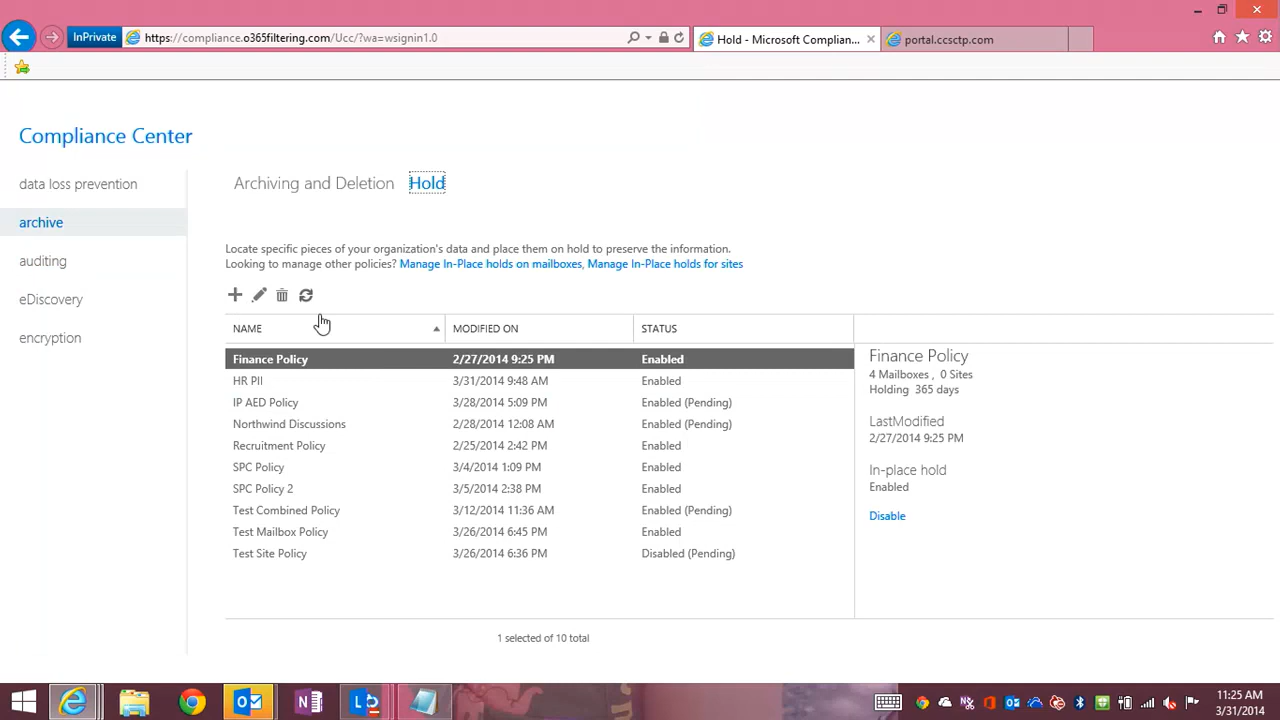 InPrivate
https://compliance.o365filtering.com/Ucc/?wa=wsignin1.0
Hold - Microsoft Complian...
portal.ccsctp.com
Compliance Center
data loss prevention
archive
auditing
eDiscovery
encryption
Archiving and Deletion Hold
Locate specific pieces of your organization's data and place them on hold to preserve the information.
Looking to manage other policies? Manage In-Place holds on mailboxes, Manage In-Place holds for sites
NAME MODIFIED ON STATUS
Finance Policy 2/27/2014 9:25 PM Enabled
HR PII 3/31/2014 9:48 AM Enabled
IP AED Policy 3/28/2014 5:09 PM Enabled (Pending)
Northwind Discussions 2/28/2014 12:08 AM Enabled (Pending)
Recruitment Policy 2/25/2014 2:42 PM Enabled
SPC Policy 3/4/2014 1:09 PM Enabled
SPC Policy 2 3/5/2014 2:38 PM Enabled
Test Combined Policy 3/12/2014 11:36 AM Enabled (Pending)
Test Mailbox Policy 3/26/2014 6:45 PM Enabled
Test Site Policy 3/26/2014 6:36 PM Disabled (Pending)
1 selected of 10 total
Finance Policy
4 Mailboxes , 0 Sites
Holding 365 days
LastModified
2/27/2014 9:25 PM
In-place hold
Enabled
Disable
11:25 AM
3/31/2014